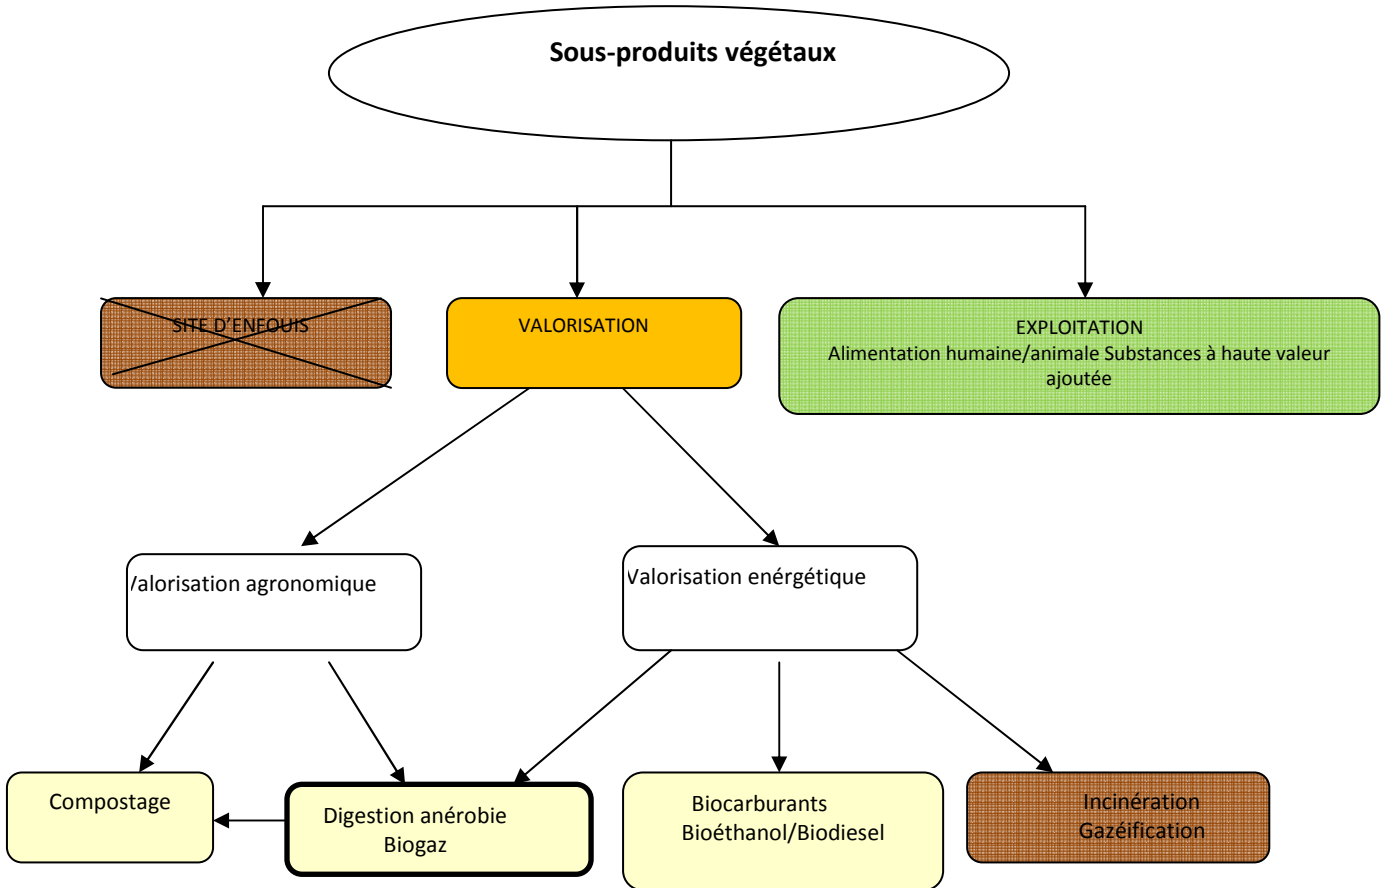 Sous-produits végétaux
SITE D'ENFOUIS
VALORISATION
EXPLOITATION
Alimentation humaine/animale Substances à haute valeur
ajoutée
Valorisation agronomique
Valorisation enérgétique
Compostage
Digestion anérobie
Biogaz
Biocarburants
Bioéthanol/Biodiesel
Incinération
Gazéification